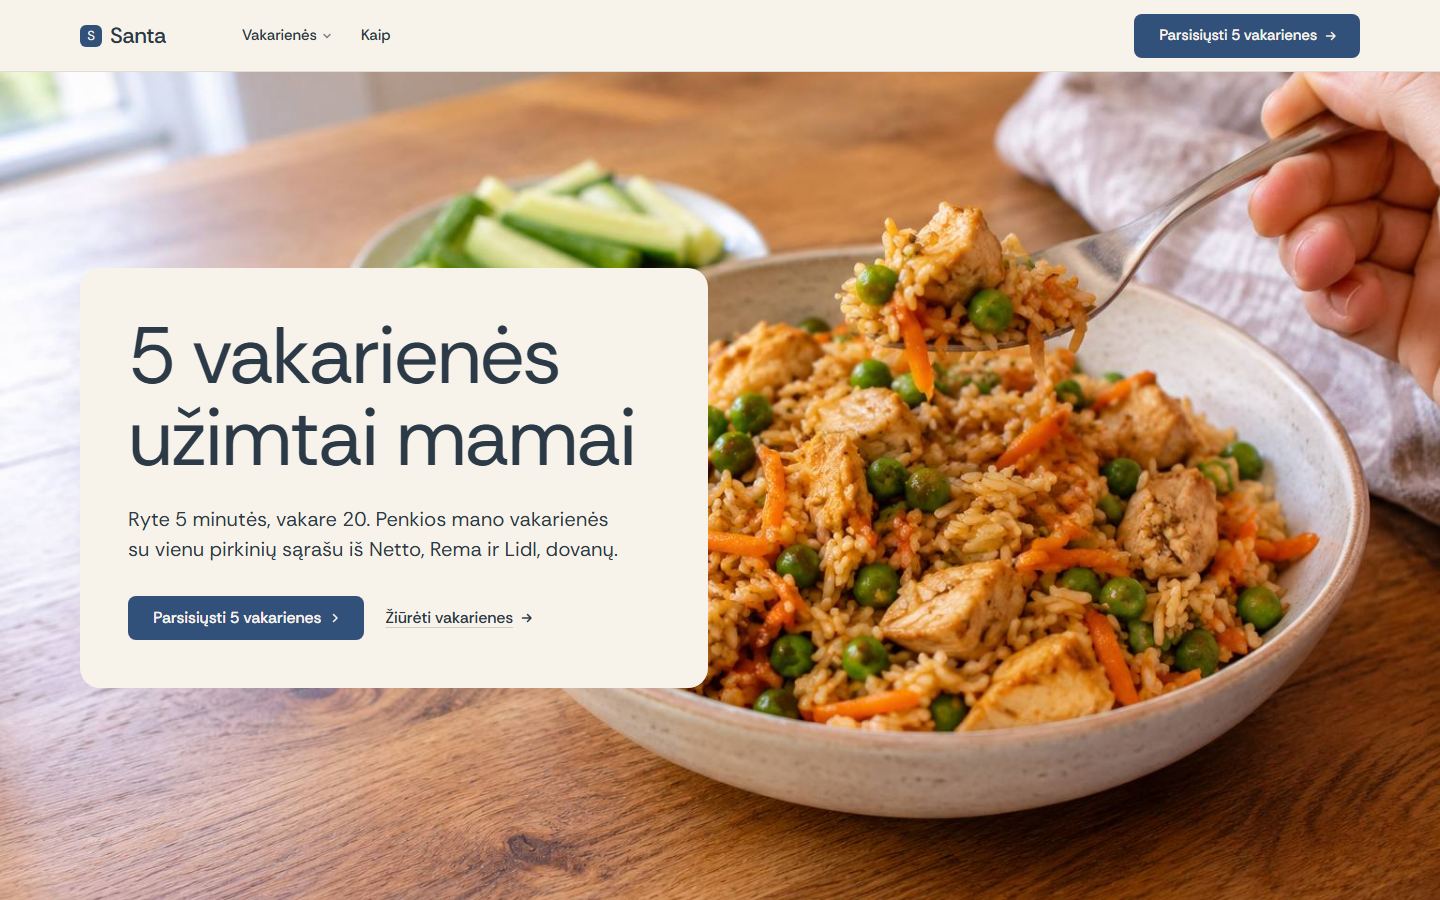 S Santa
Vakarienės
Kaip
Parsisiųsti 5 vakarienes →
5 vakarienės
užimtai mamai
Ryte 5 minutės, vakare 20. Penkios mano vakarienės
su vienu pirkinių sąrašu iš Netto, Rema ir Lidl, dovanų.
Parsisiųsti 5 vakarienes ›
Žiūrėti vakarienes →